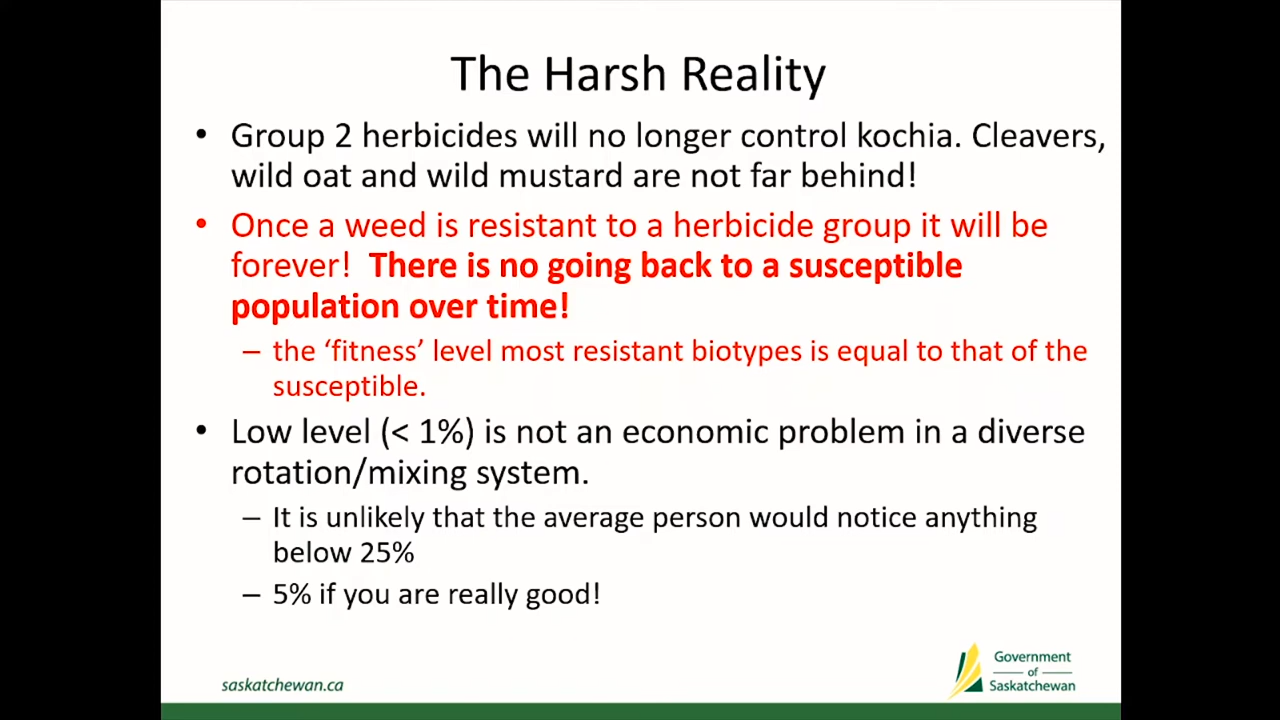 The Harsh Reality
• Group 2 herbicides will no longer control kochia. Cleavers,
wild oat and wild mustard are not far behind!
• Once a weed is resistant to a herbicide group it will be
forever!  There is no going back to a susceptible
population over time!
– the ‘fitness’ level most resistant biotypes is equal to that of the
susceptible.
• Low level (< 1%) is not an economic problem in a diverse
rotation/mixing system.
– It is unlikely that the average person would notice anything
below 25%
– 5% if you are really good!
saskatchewan.ca
Government
of
Saskatchewan